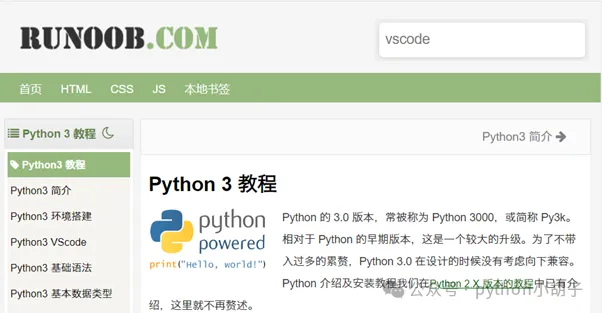 RUNOOB.COM
vscode
首页 HTML CSS JS 本地书签
Python 3 教程
Python3 教程
Python3 简介
Python3 环境搭建
Python3 VScode
Python3 基础语法
Python3 基本数据类型
Python3 简介
Python 3 教程
python
powered
print("Hello, world!")
Python 的 3.0 版本，常被称为 Python 3000，或简称 Py3k。
相对于 Python 的早期版本，这是一个较大的升级。为了不带
入过多的累赘，Python 3.0 在设计的时候没有考虑向下兼容。
Python 介绍及安装教程我们在Python 2.X 版本的教程中已有介
绍，这里就不再赘述。
公众号 · python小胡子